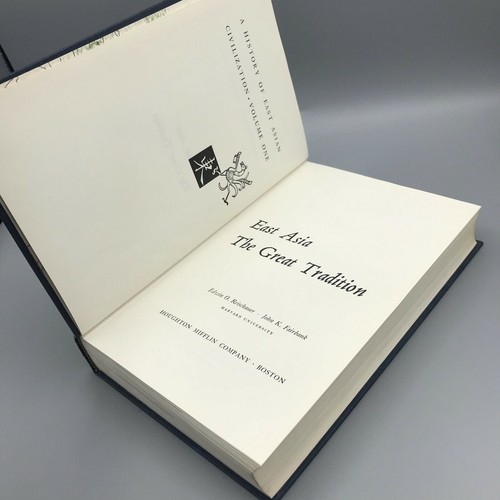 A HISTORY OF EAST ASIAN
CIVILIZATION · VOLUME ONE
East Asia
The Great Tradition
Edwin O. Reischauer · John K. Fairbank
HARVARD UNIVERSITY
HOUGHTON MIFFLIN COMPANY · BOSTON